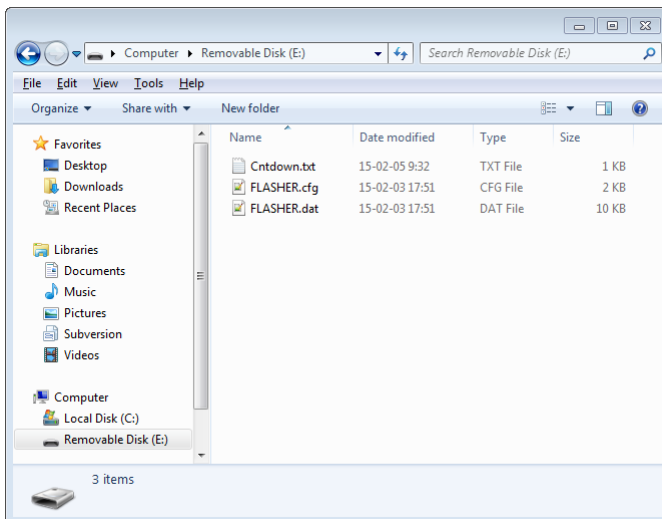 Computer Removable Disk (E:) Search Removable Disk (E:)
File Edit View Tools Help
Organize Share with New folder
Favorites
Desktop
Downloads
Recent Places
Libraries
Documents
Music
Pictures
Subversion
Videos
Computer
Local Disk (C:)
Removable Disk (E:)
Name Date modified Type Size
Cntdown.txt 15-02-05 9:32 TXT File 1 KB
FLASHER.cfg 15-02-03 17:51 CFG File 2 KB
FLASHER.dat 15-02-03 17:51 DAT File 10 KB
3 items